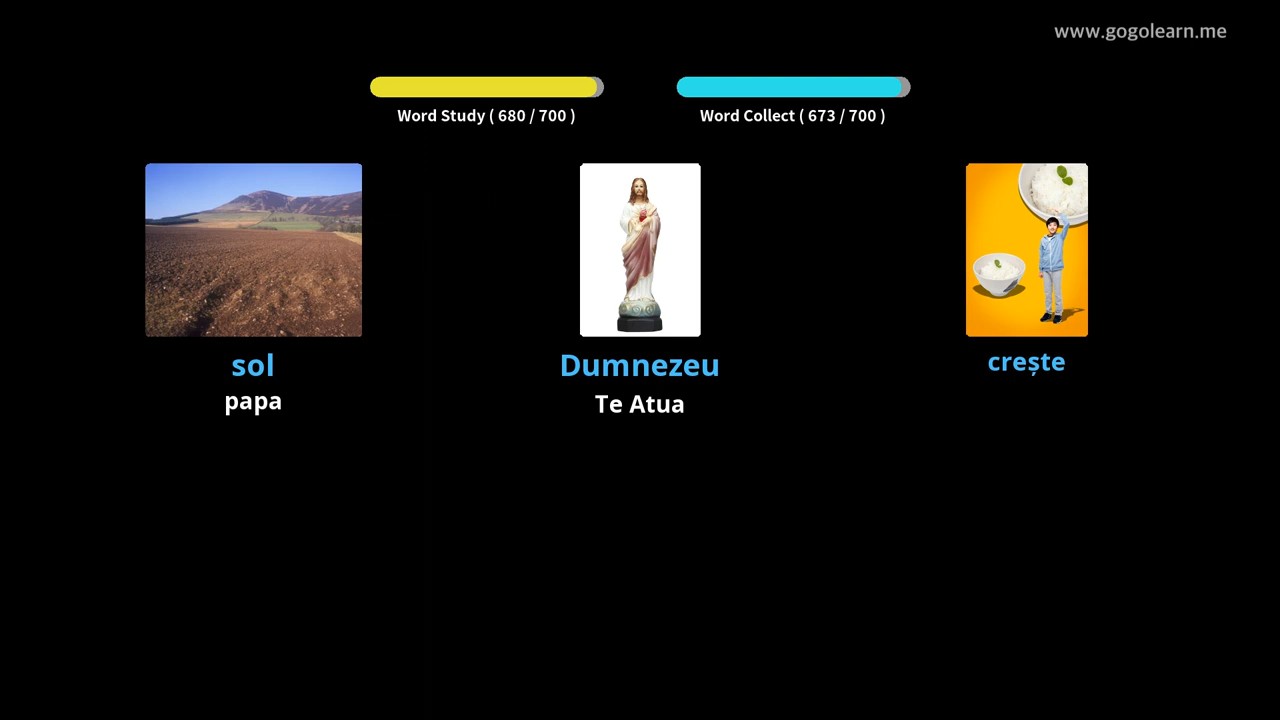 www.gogolearn.me
Word Study ( 680 / 700 )
Word Collect ( 673 / 700 )
sol
papa
Dumnezeu
Te Atua
crește